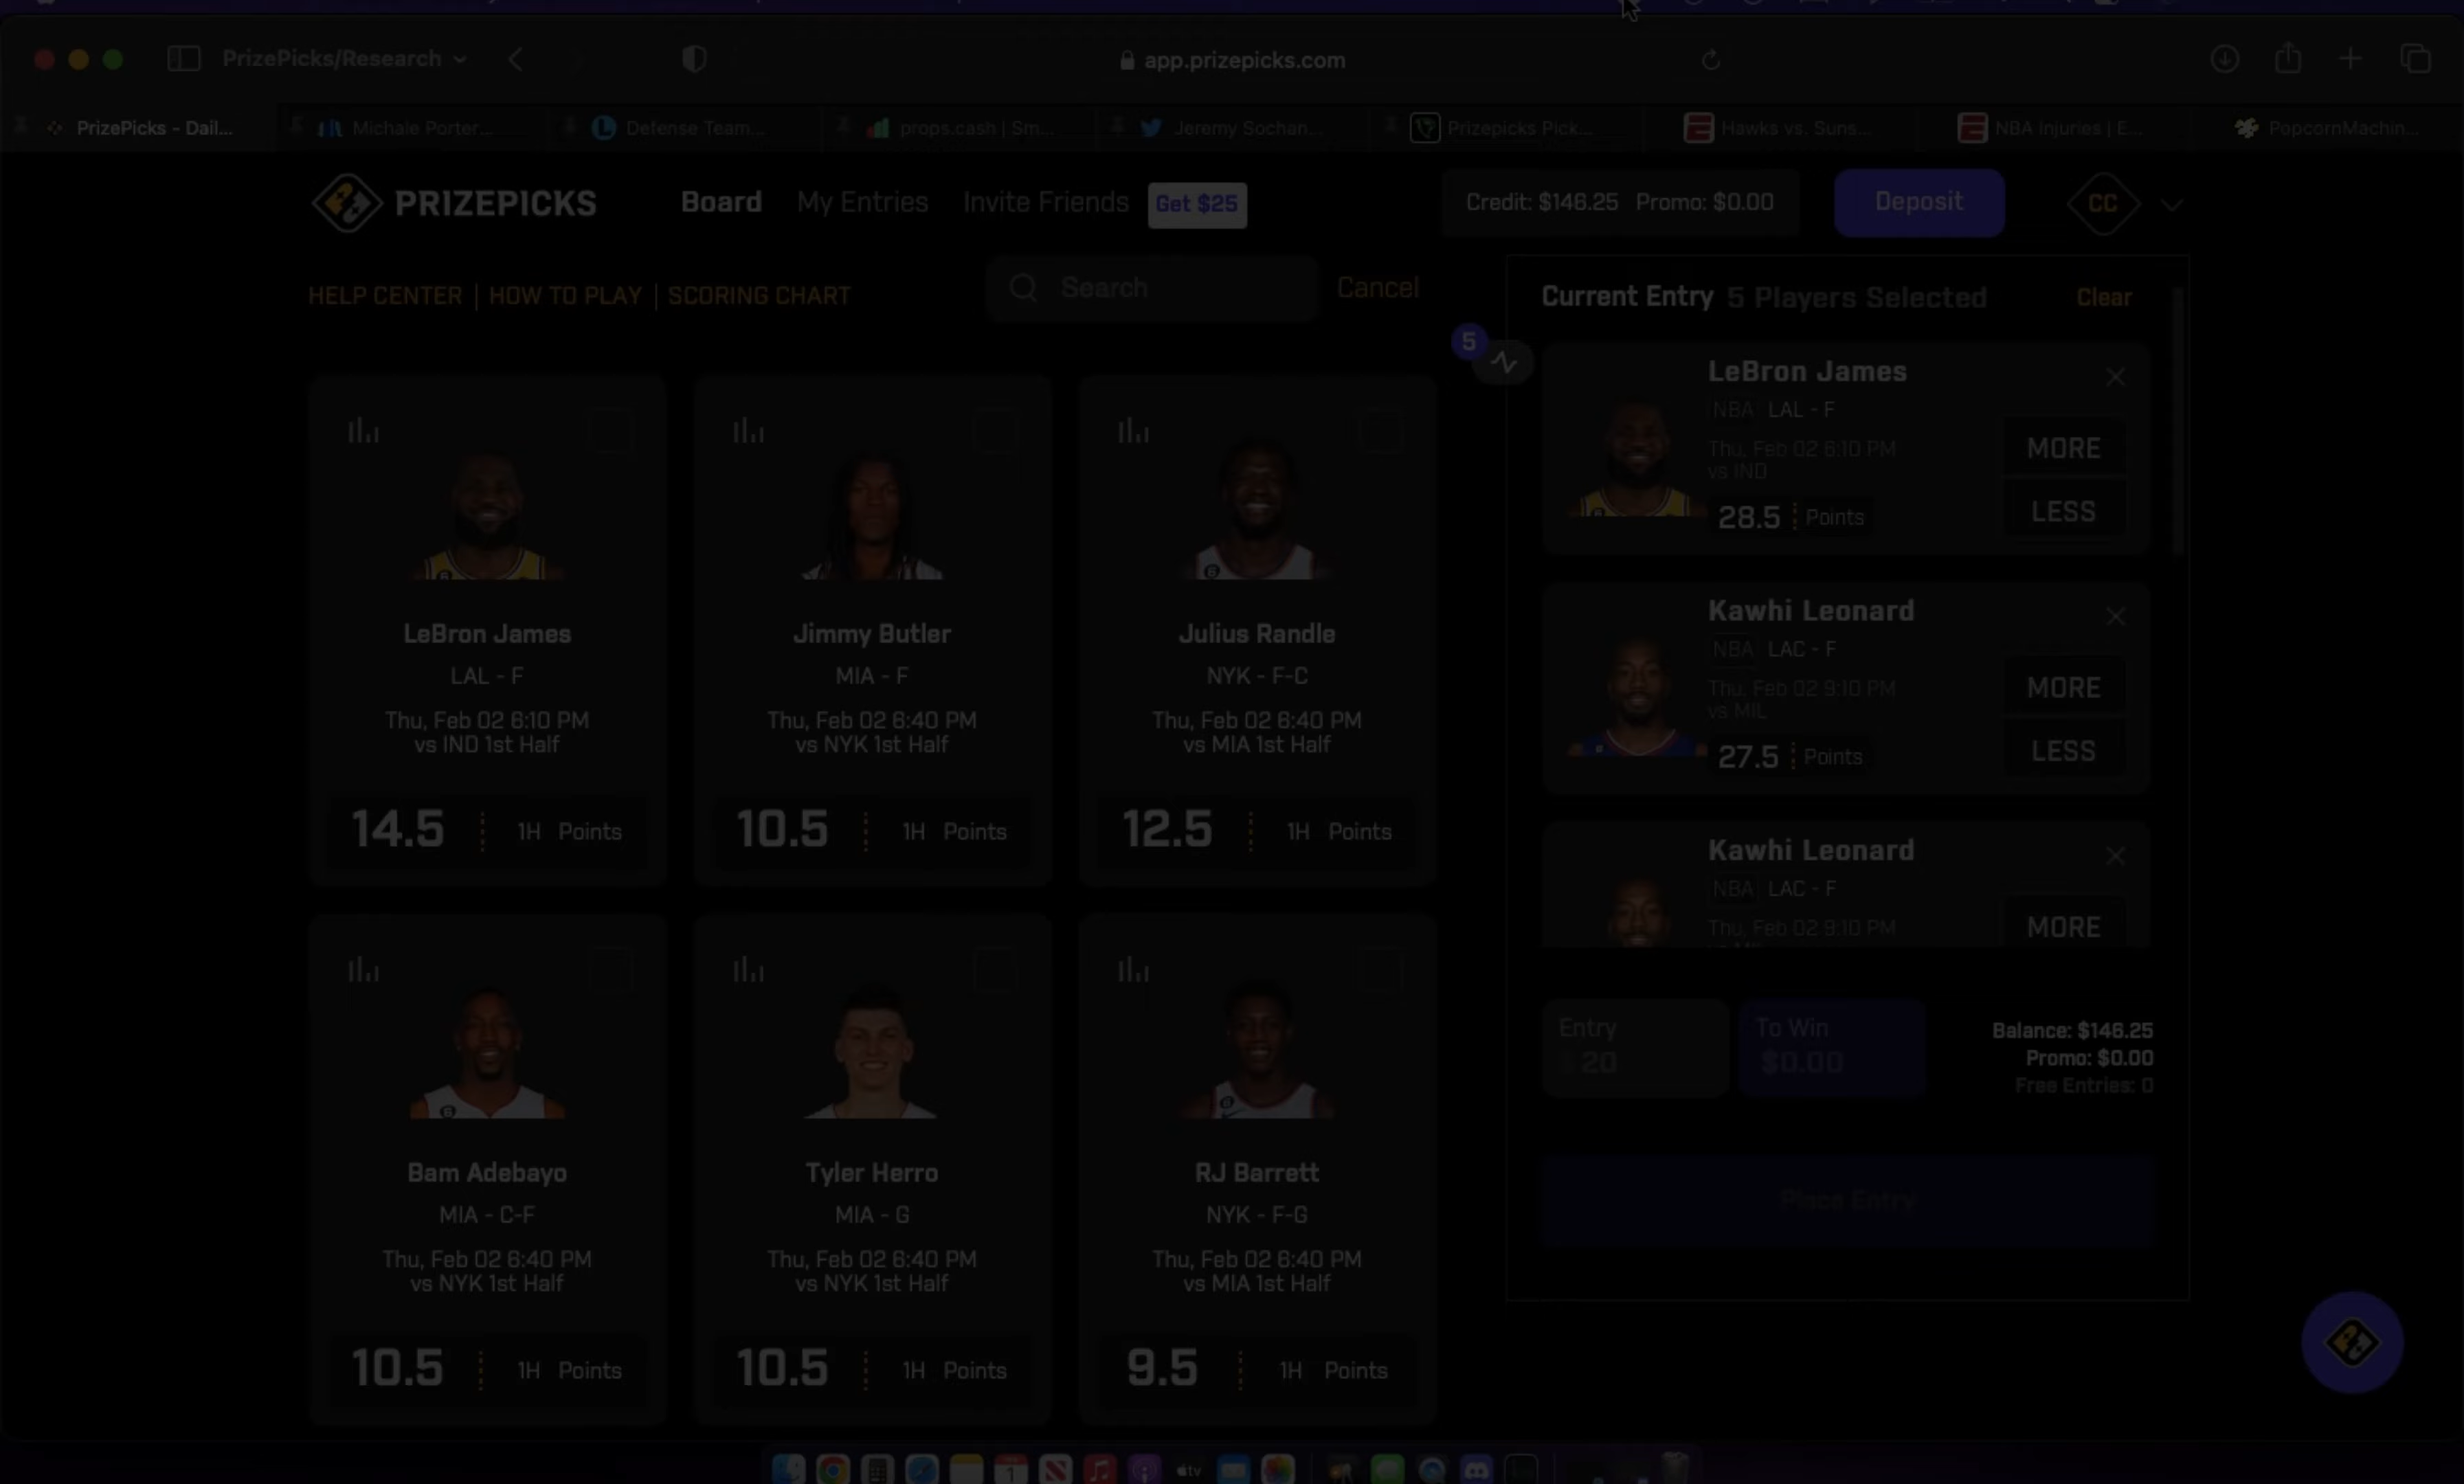 PrizePicks/Research
app.prizepicks.com
PrizePicks - Dail...
Michale Porter...
Defense Team...
props.cash | Sm...
Jeremy Sochan...
Prizepicks Pick...
Hawks vs. Suns...
NBA Injuries | E...
PopcornMachin...
PRIZEPICKS
Board
My Entries
Invite Friends
Get $25
Credit: $146.25 Promo: $0.00
Deposit
CC
HELP CENTER | HOW TO PLAY | SCORING CHART
Search
Cancel
LeBron James
LAL - F
Thu, Feb 02 6:10 PM
vs IND 1st Half
14.5 1H Points
Jimmy Butler
MIA - F
Thu, Feb 02 6:40 PM
vs NYK 1st Half
10.5 1H Points
Julius Randle
NYK - F-C
Thu, Feb 02 6:40 PM
vs MIA 1st Half
12.5 1H Points
Bam Adebayo
MIA - C-F
Thu, Feb 02 6:40 PM
vs NYK 1st Half
10.5 1H Points
Tyler Herro
MIA - G
Thu, Feb 02 6:40 PM
vs NYK 1st Half
10.5 1H Points
RJ Barrett
NYK - F-G
Thu, Feb 02 6:40 PM
vs MIA 1st Half
9.5 1H Points
Current Entry 5 Players Selected
Clear
5
LeBron James
NBA LAL - F
Thu, Feb 02 6:10 PM
vs IND
28.5 Points
MORE
LESS
Kawhi Leonard
NBA LAC - F
Thu, Feb 02 9:10 PM
vs MIL
27.5 Points
MORE
LESS
Kawhi Leonard
NBA LAC - F
Thu, Feb 02 9:10 PM
MORE
Entry
20
To Win
$0.00
Balance: $146.25
Promo: $0.00
Free Entries: 0
Place Entry
tv